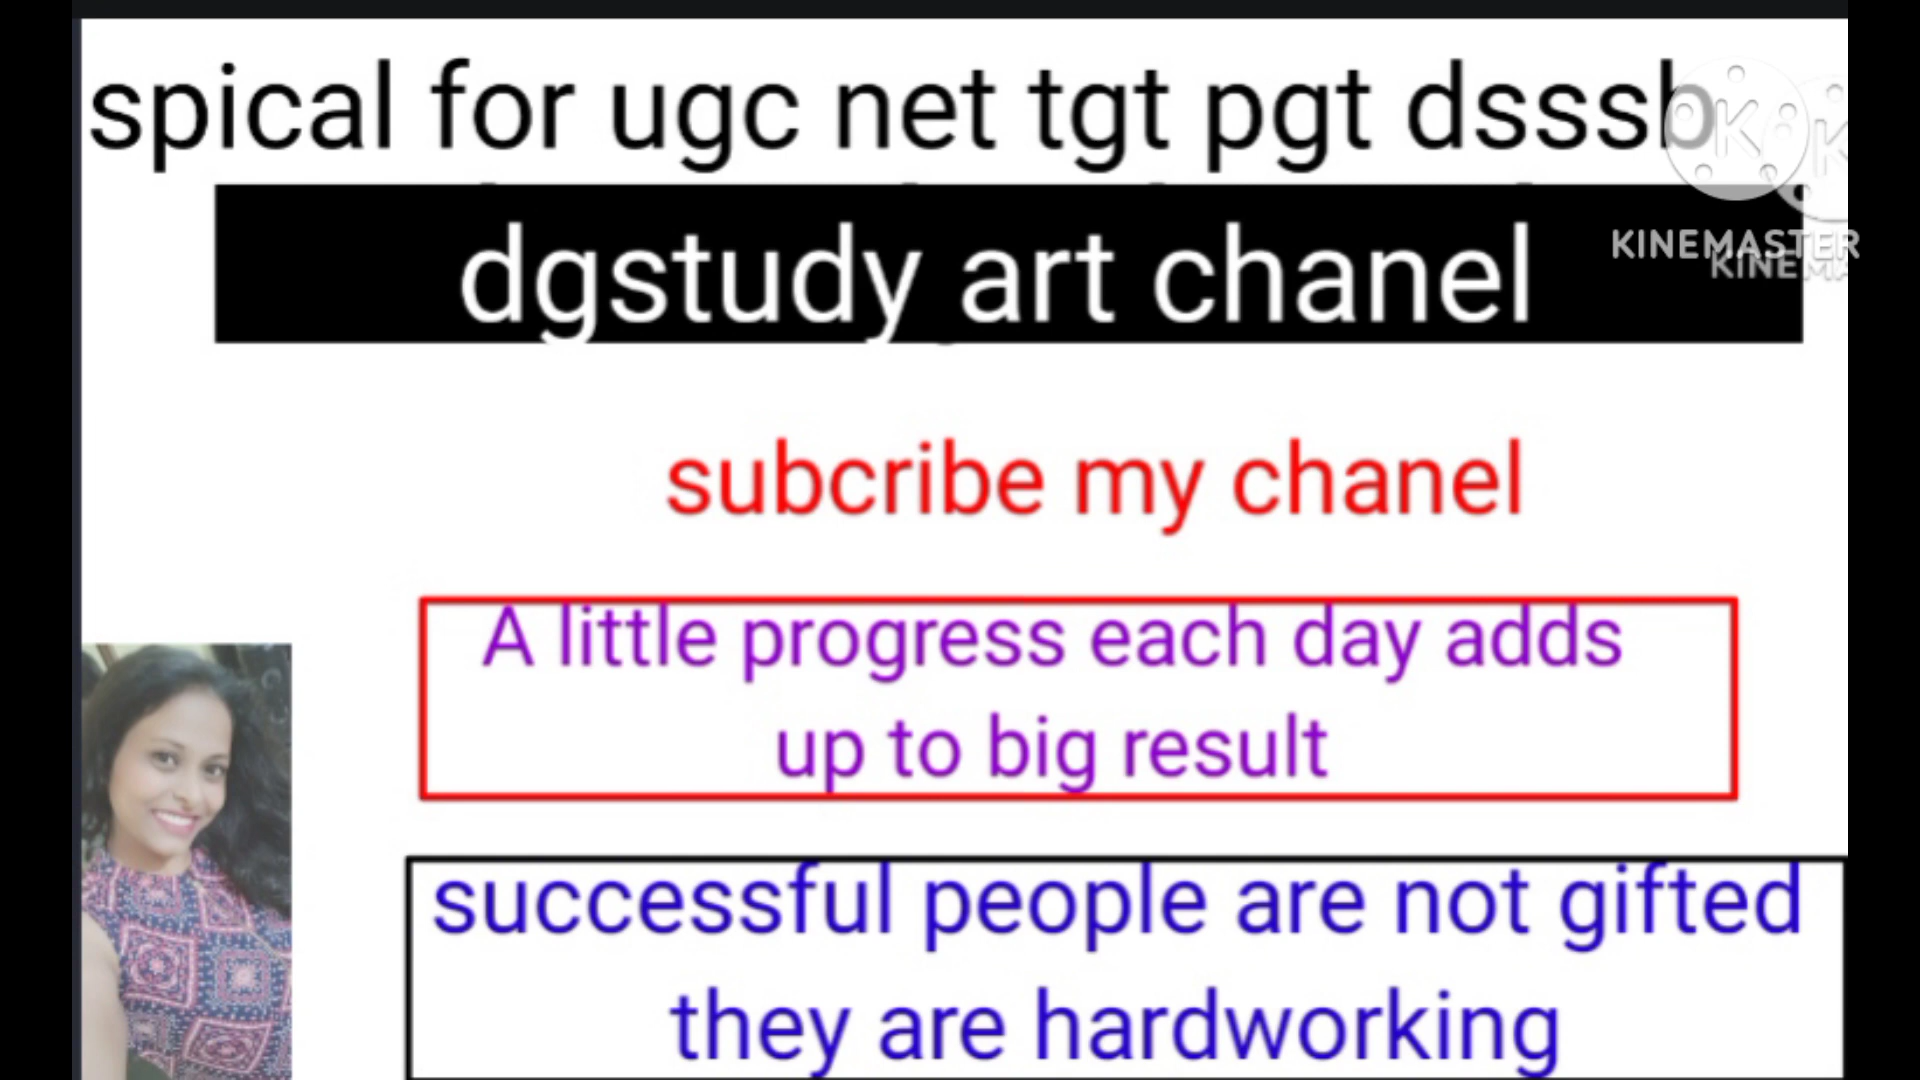 spical for ugc net tgt pgt dsssb
dgstudy art chanel
KINEMASTER
KINEMA
subcribe my chanel
A little progress each day adds
up to big result
successful people are not gifted
they are hardworking